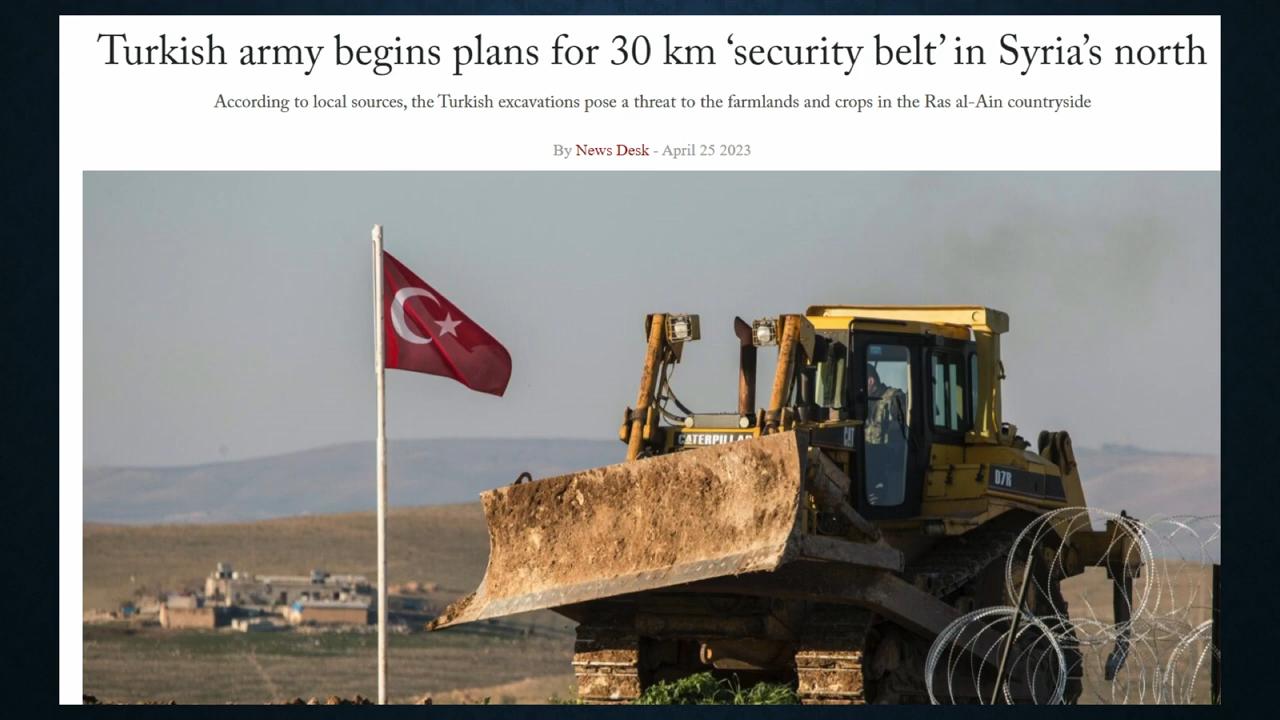 Turkish army begins plans for 30 km ‘security belt’ in Syria’s north
According to local sources, the Turkish excavations pose a threat to the farmlands and crops in the Ras al-Ain countryside
By News Desk - April 25 2023
CATERPILLAR
CAT
D7R